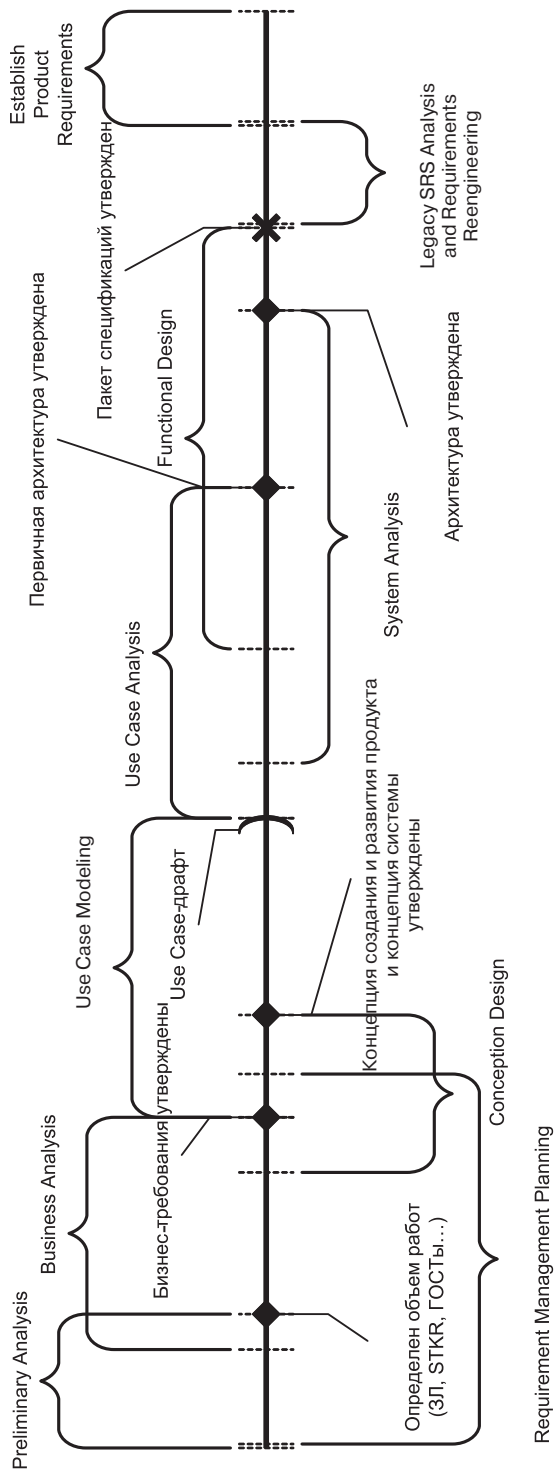 Preliminary Analysis
Business Analysis
Бизнес-требования утверждены
Use Case Modeling
Use Case-драфт
Use Case Analysis
Первичная архитектура утверждена
Functional Design
Пакет спецификаций утвержден
Establish
Product
Requirements
Определен объем работ
(ЗЛ, STKR, ГОСТы...)
Requirement Management Planning
Conception Design
Концепция создания и развития продукта
и концепция системы
утверждены
System Analysis
Архитектура утверждена
Legacy SRS Analysis
and Requirements
Reengineering